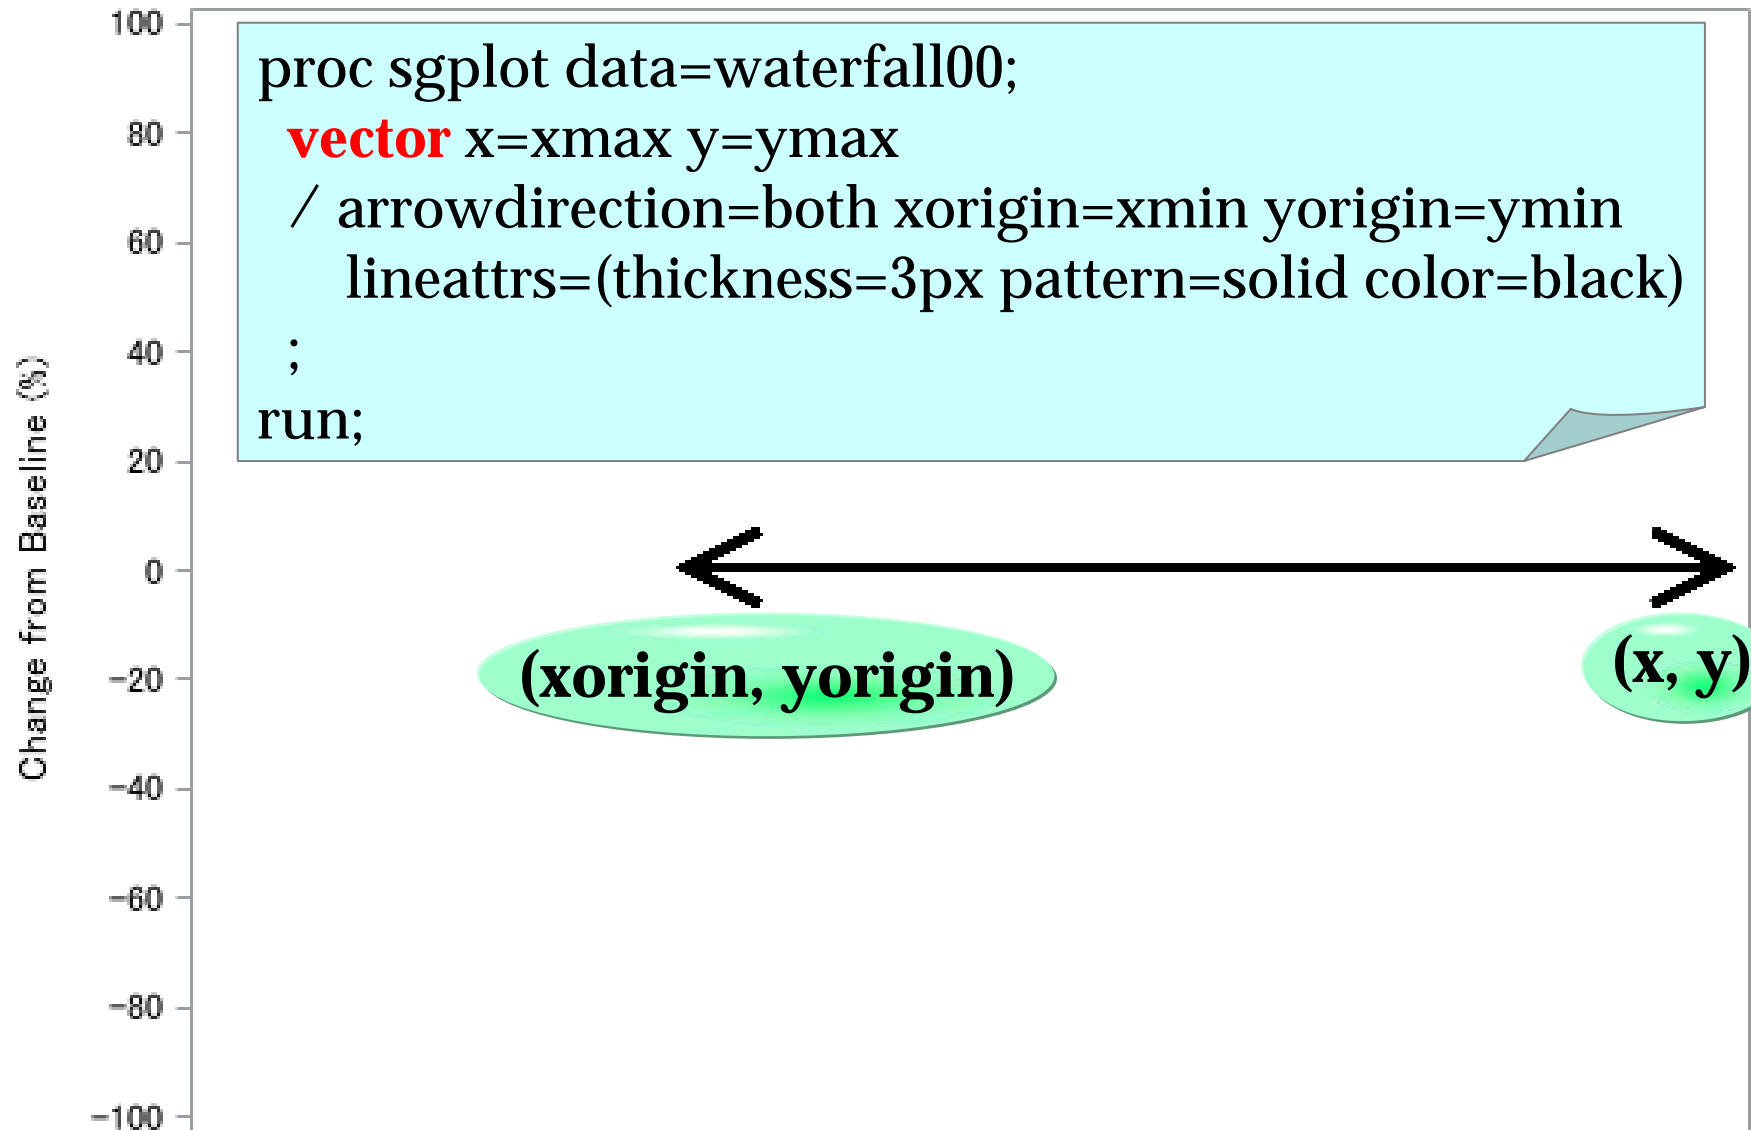 100
80
60
40
20
0
-20
-40
-60
-80
-100
Change from Baseline (%)
proc sgplot data=waterfall00;
vector x=xmax y=ymax
/ arrowdirection=both xorigin=xmin yorigin=ymin
lineattrs=(thickness=3px pattern=solid color=black)
;
run;
(xorigin, yorigin)
(x, y)